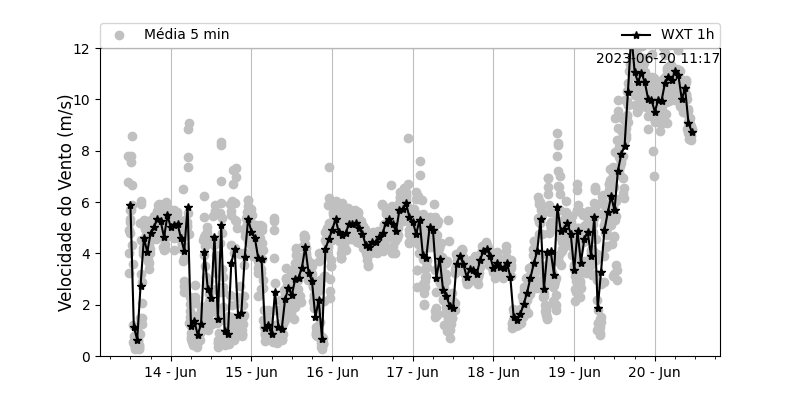 Média 5 min
WXT 1h
2023-06-20 11:17
Velocidade do Vento (m/s)
12
10
8
6
4
2
0
14 - Jun
15 - Jun
16 - Jun
17 - Jun
18 - Jun
19 - Jun
20 - Jun